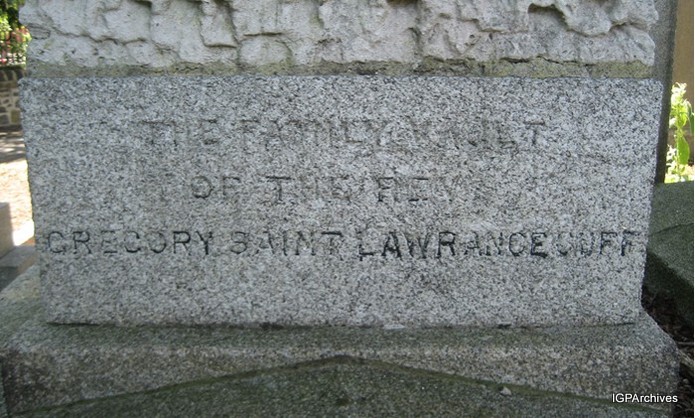 THE FAMILY VAULT
OF THE REV
GREGORY SAINT LAWRANCE CUFF
IGPArchives